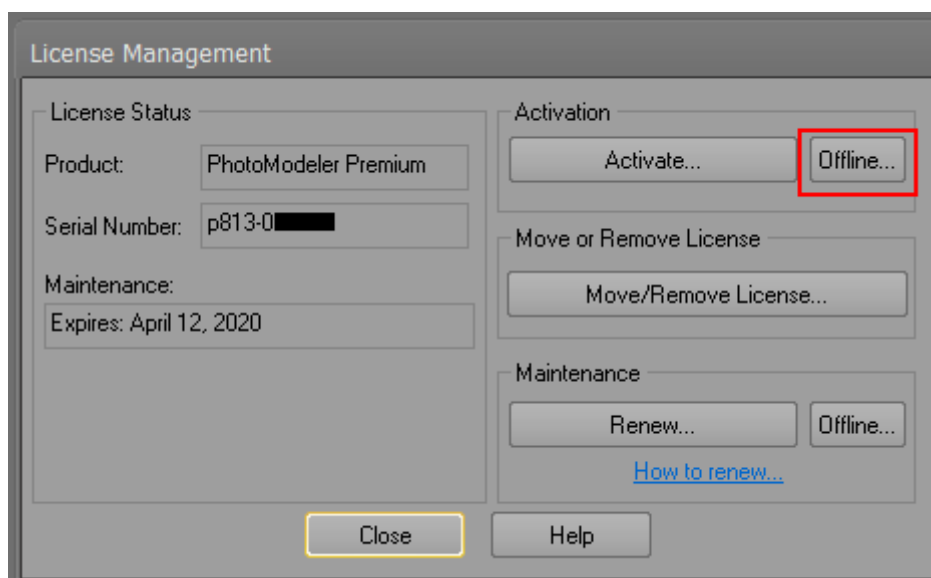 License Management
License Status
Product: PhotoModeler Premium
Serial Number: p813-0
Maintenance:
Expires: April 12, 2020
Activation
Activate... Offline...
Move or Remove License
Move/Remove License...
Maintenance
Renew... Offline...
How to renew...
Close Help